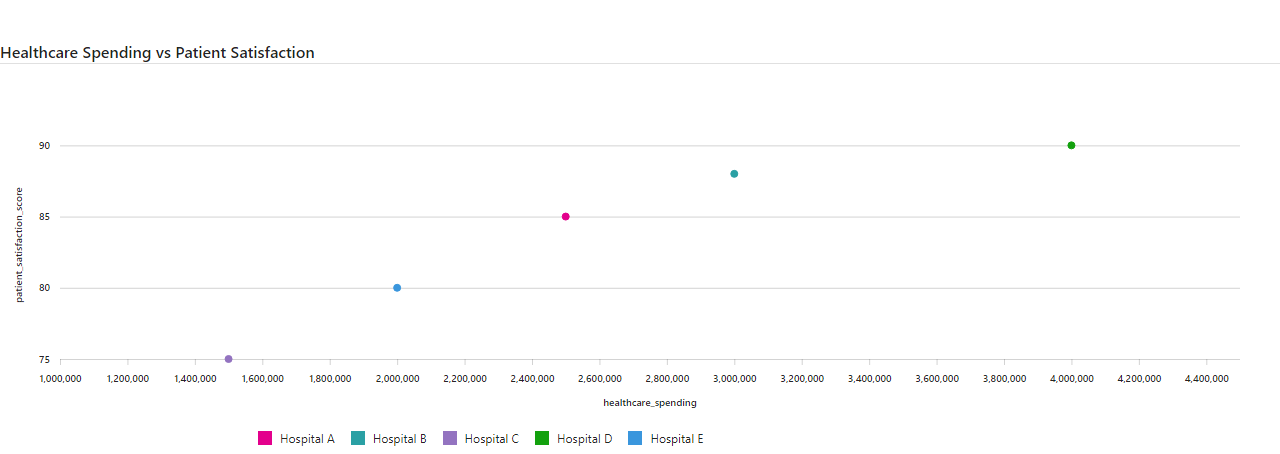 Healthcare Spending vs Patient Satisfaction
90
85
80
75
patient_satisfaction_score
1,000,000 1,200,000 1,400,000 1,600,000 1,800,000 2,000,000 2,200,000 2,400,000 2,600,000 2,800,000 3,000,000 3,200,000 3,400,000 3,600,000 3,800,000 4,000,000 4,200,000 4,400,000
healthcare_spending
Hospital A Hospital B Hospital C Hospital D Hospital E